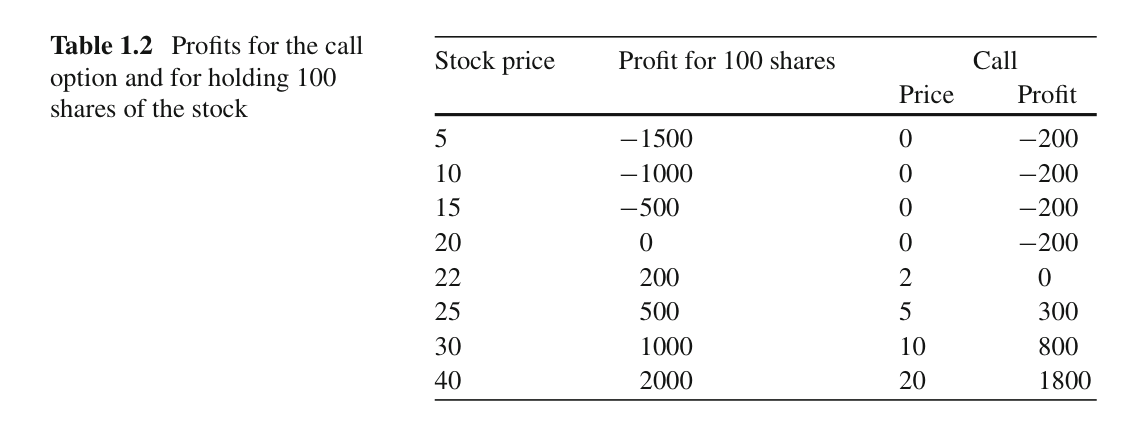 Table 1.2 Profits for the call
option and for holding 100
shares of the stock
Stock price Profit for 100 shares Call
Price Profit
5 −1500 0 −200
10 −1000 0 −200
15 −500 0 −200
20 0 0 −200
22 200 2 0
25 500 5 300
30 1000 10 800
40 2000 20 1800